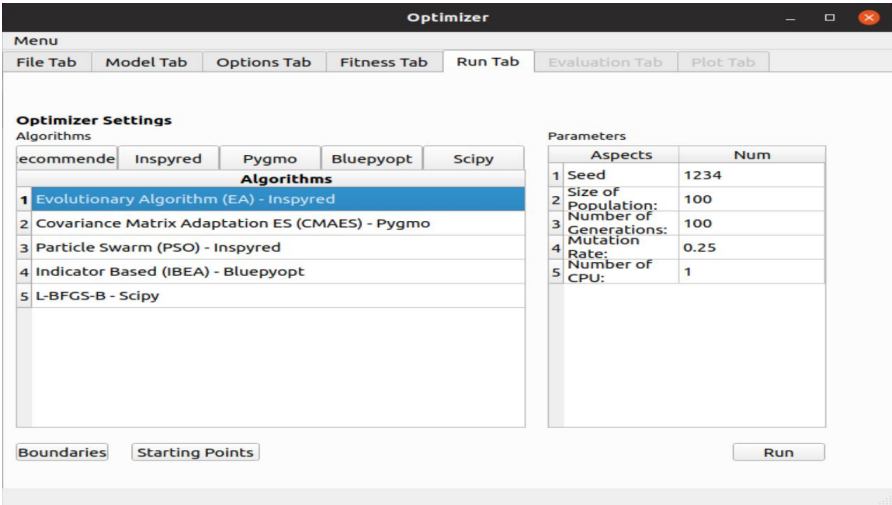 Optimizer
Menu
File Tab Model Tab Options Tab Fitness Tab Run Tab Evaluation Tab Plot Tab
Optimizer Settings
Algorithms Parameters
ecommende Inspyred Pygmo Bluepyopt Scipy
Algorithms
1 Evolutionary Algorithm (EA) - Inspyred
2 Covariance Matrix Adaptation ES (CMAES) - Pygmo
3 Particle Swarm (PSO) - Inspyred
4 Indicator Based (IBEA) - Bluepyopt
5 L-BFGS-B - Scipy
Aspects Num
1 Seed 1234
2 Size of
Population: 100
3 Number of
Generations: 100
4 Mutation
Rate: 0.25
5 Number of
CPU: 1
Boundaries Starting Points Run